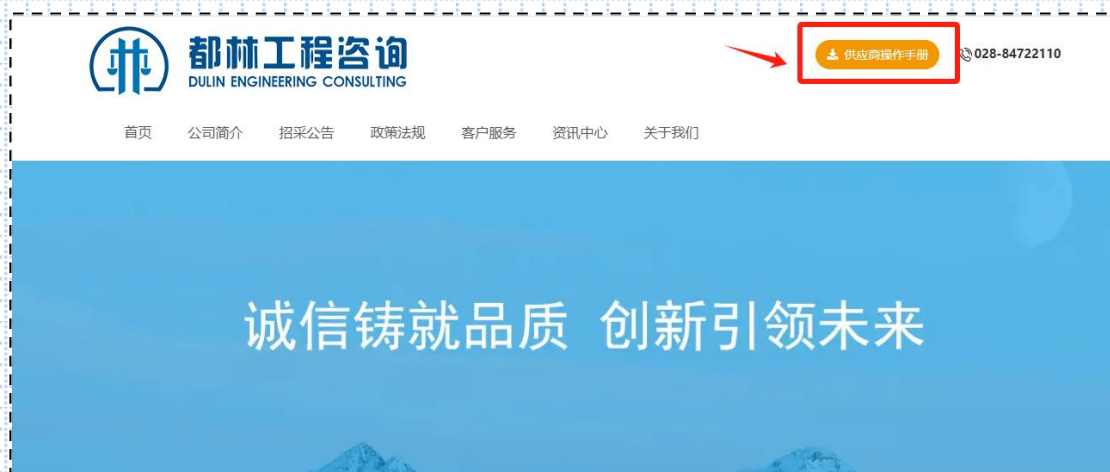 都林工程咨询
DULIN ENGINEERING CONSULTING
供应商操作手册
028-84722110
首页 公司简介 招采公告 政策法规 客户服务 资讯中心 关于我们
诚信铸就品质 创新引领未来